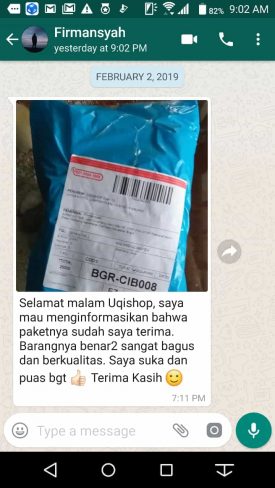 82% 9:02 AM
Firmansyah
yesterday at 9:02 PM
FEBRUARY 2, 2019
BGR-CIB008
Selamat malam Uqishop, saya
mau menginformasikan bahwa
paketnya sudah saya terima.
Barangnya benar2 sangat bagus
dan berkualitas. Saya suka dan
puas bgt 👍 Terima Kasih 🙂
7:11 PM
Type a message